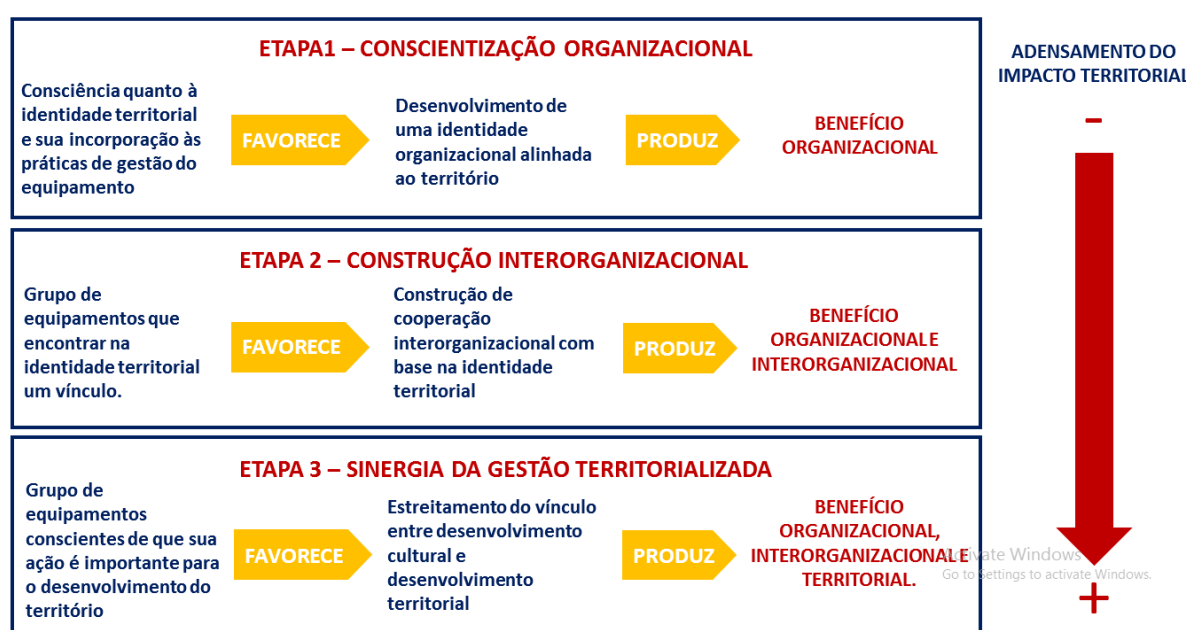 ETAPA1 – CONSCIENTIZAÇÃO ORGANIZACIONAL
Consciência quanto à
identidade territorial
e sua incorporação às
práticas de gestão do
equipamento
FAVORECE
Desenvolvimento de
uma identidade
organizacional alinhada
ao território
PRODUZ
BENEFÍCIO
ORGANIZACIONAL
ETAPA 2 – CONSTRUÇÃO INTERORGANIZACIONAL
Grupo de
equipamentos que
encontrar na
identidade territorial
um vínculo.
FAVORECE
Construção de
cooperação
interorganizacional com
base na identidade
territorial
PRODUZ
BENEFÍCIO
ORGANIZACIONAL E
INTERORGANIZACIONAL
ETAPA 3 – SINERGIA DA GESTÃO TERRITORIALIZADA
Grupo de
equipamentos
conscientes de que sua
ação é importante para
o desenvolvimento do
território
FAVORECE
Estreitamento do vínculo
entre desenvolvimento
cultural e
desenvolvimento
territorial
PRODUZ
BENEFÍCIO
ORGANIZACIONAL,
INTERORGANIZACIONAL E
TERRITORIAL.
ADENSAMENTO DO
IMPACTO TERRITORIAL
-
+
Activate Windows
Go to Settings to activate Windows.